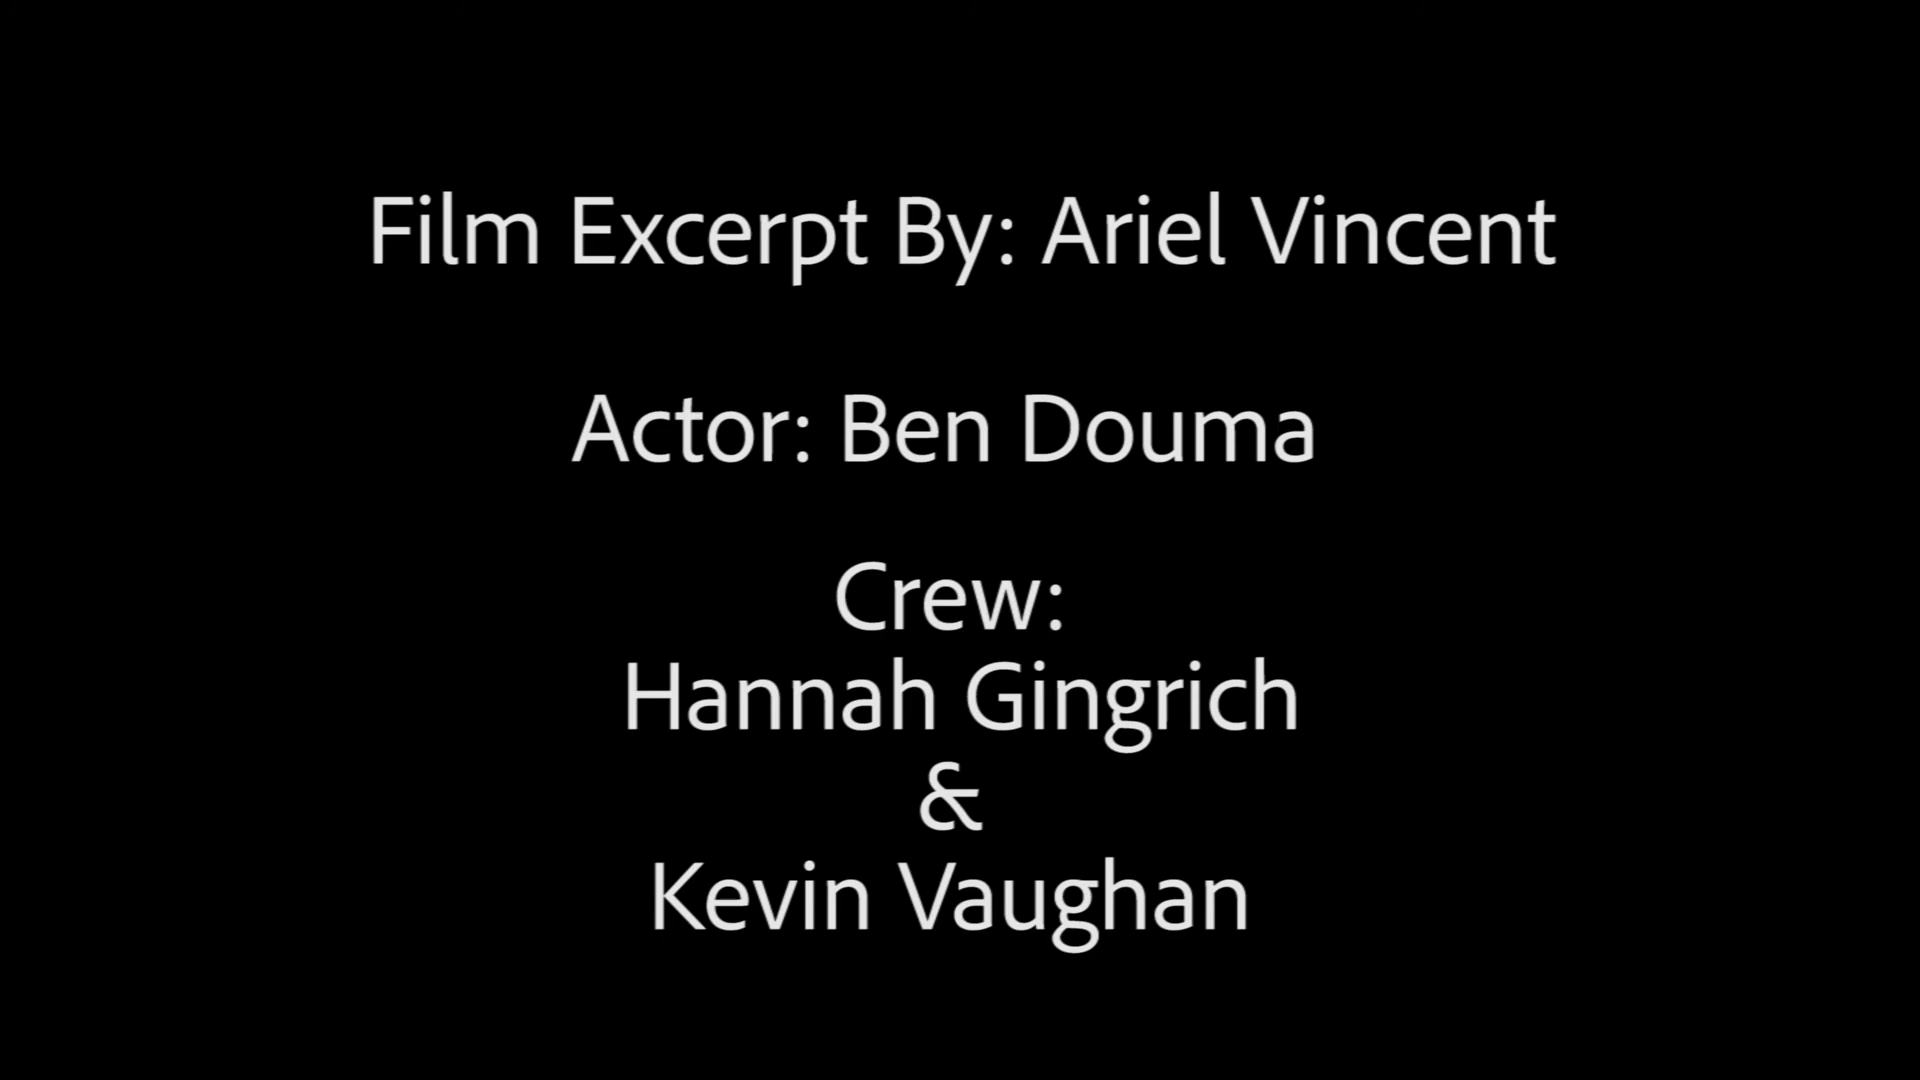 Film Excerpt By: Ariel Vincent
Actor: Ben Douma
Crew:
Hannah Gingrich
&
Kevin Vaughan